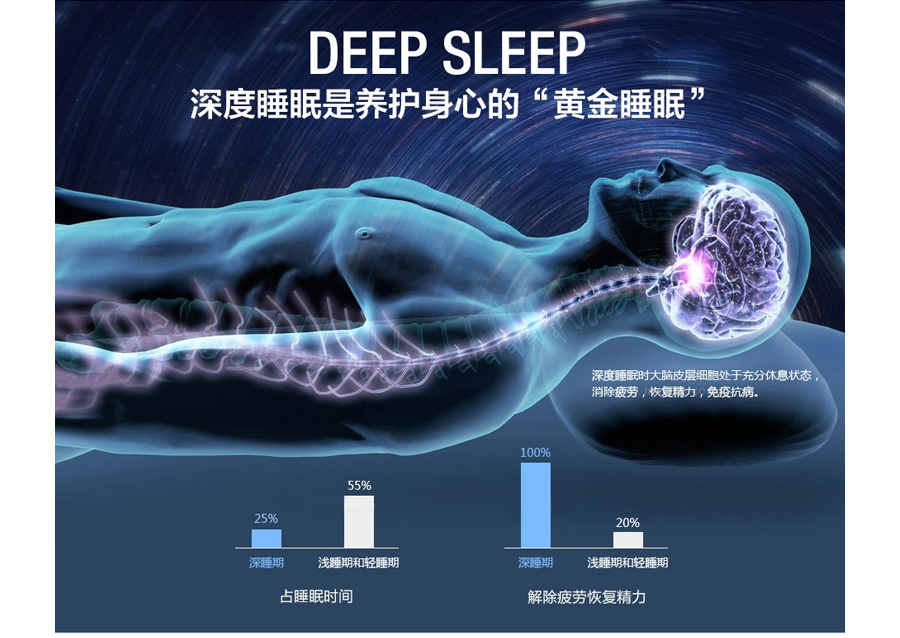 DEEP SLEEP
深度睡眠是养护身心的“黄金睡眠”
深度睡眠时大脑皮层细胞处于充分休息状态，
消除疲劳，恢复精力，免疫抗病。
25%
55%
深睡期
浅睡期和轻睡期
占睡眠时间
100%
20%
深睡期
浅睡期和轻睡期
解除疲劳恢复精力